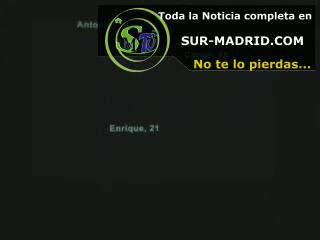 Toda la Noticia completa en
SUR-MADRID.COM
No te lo pierdas...
Enrique, 21